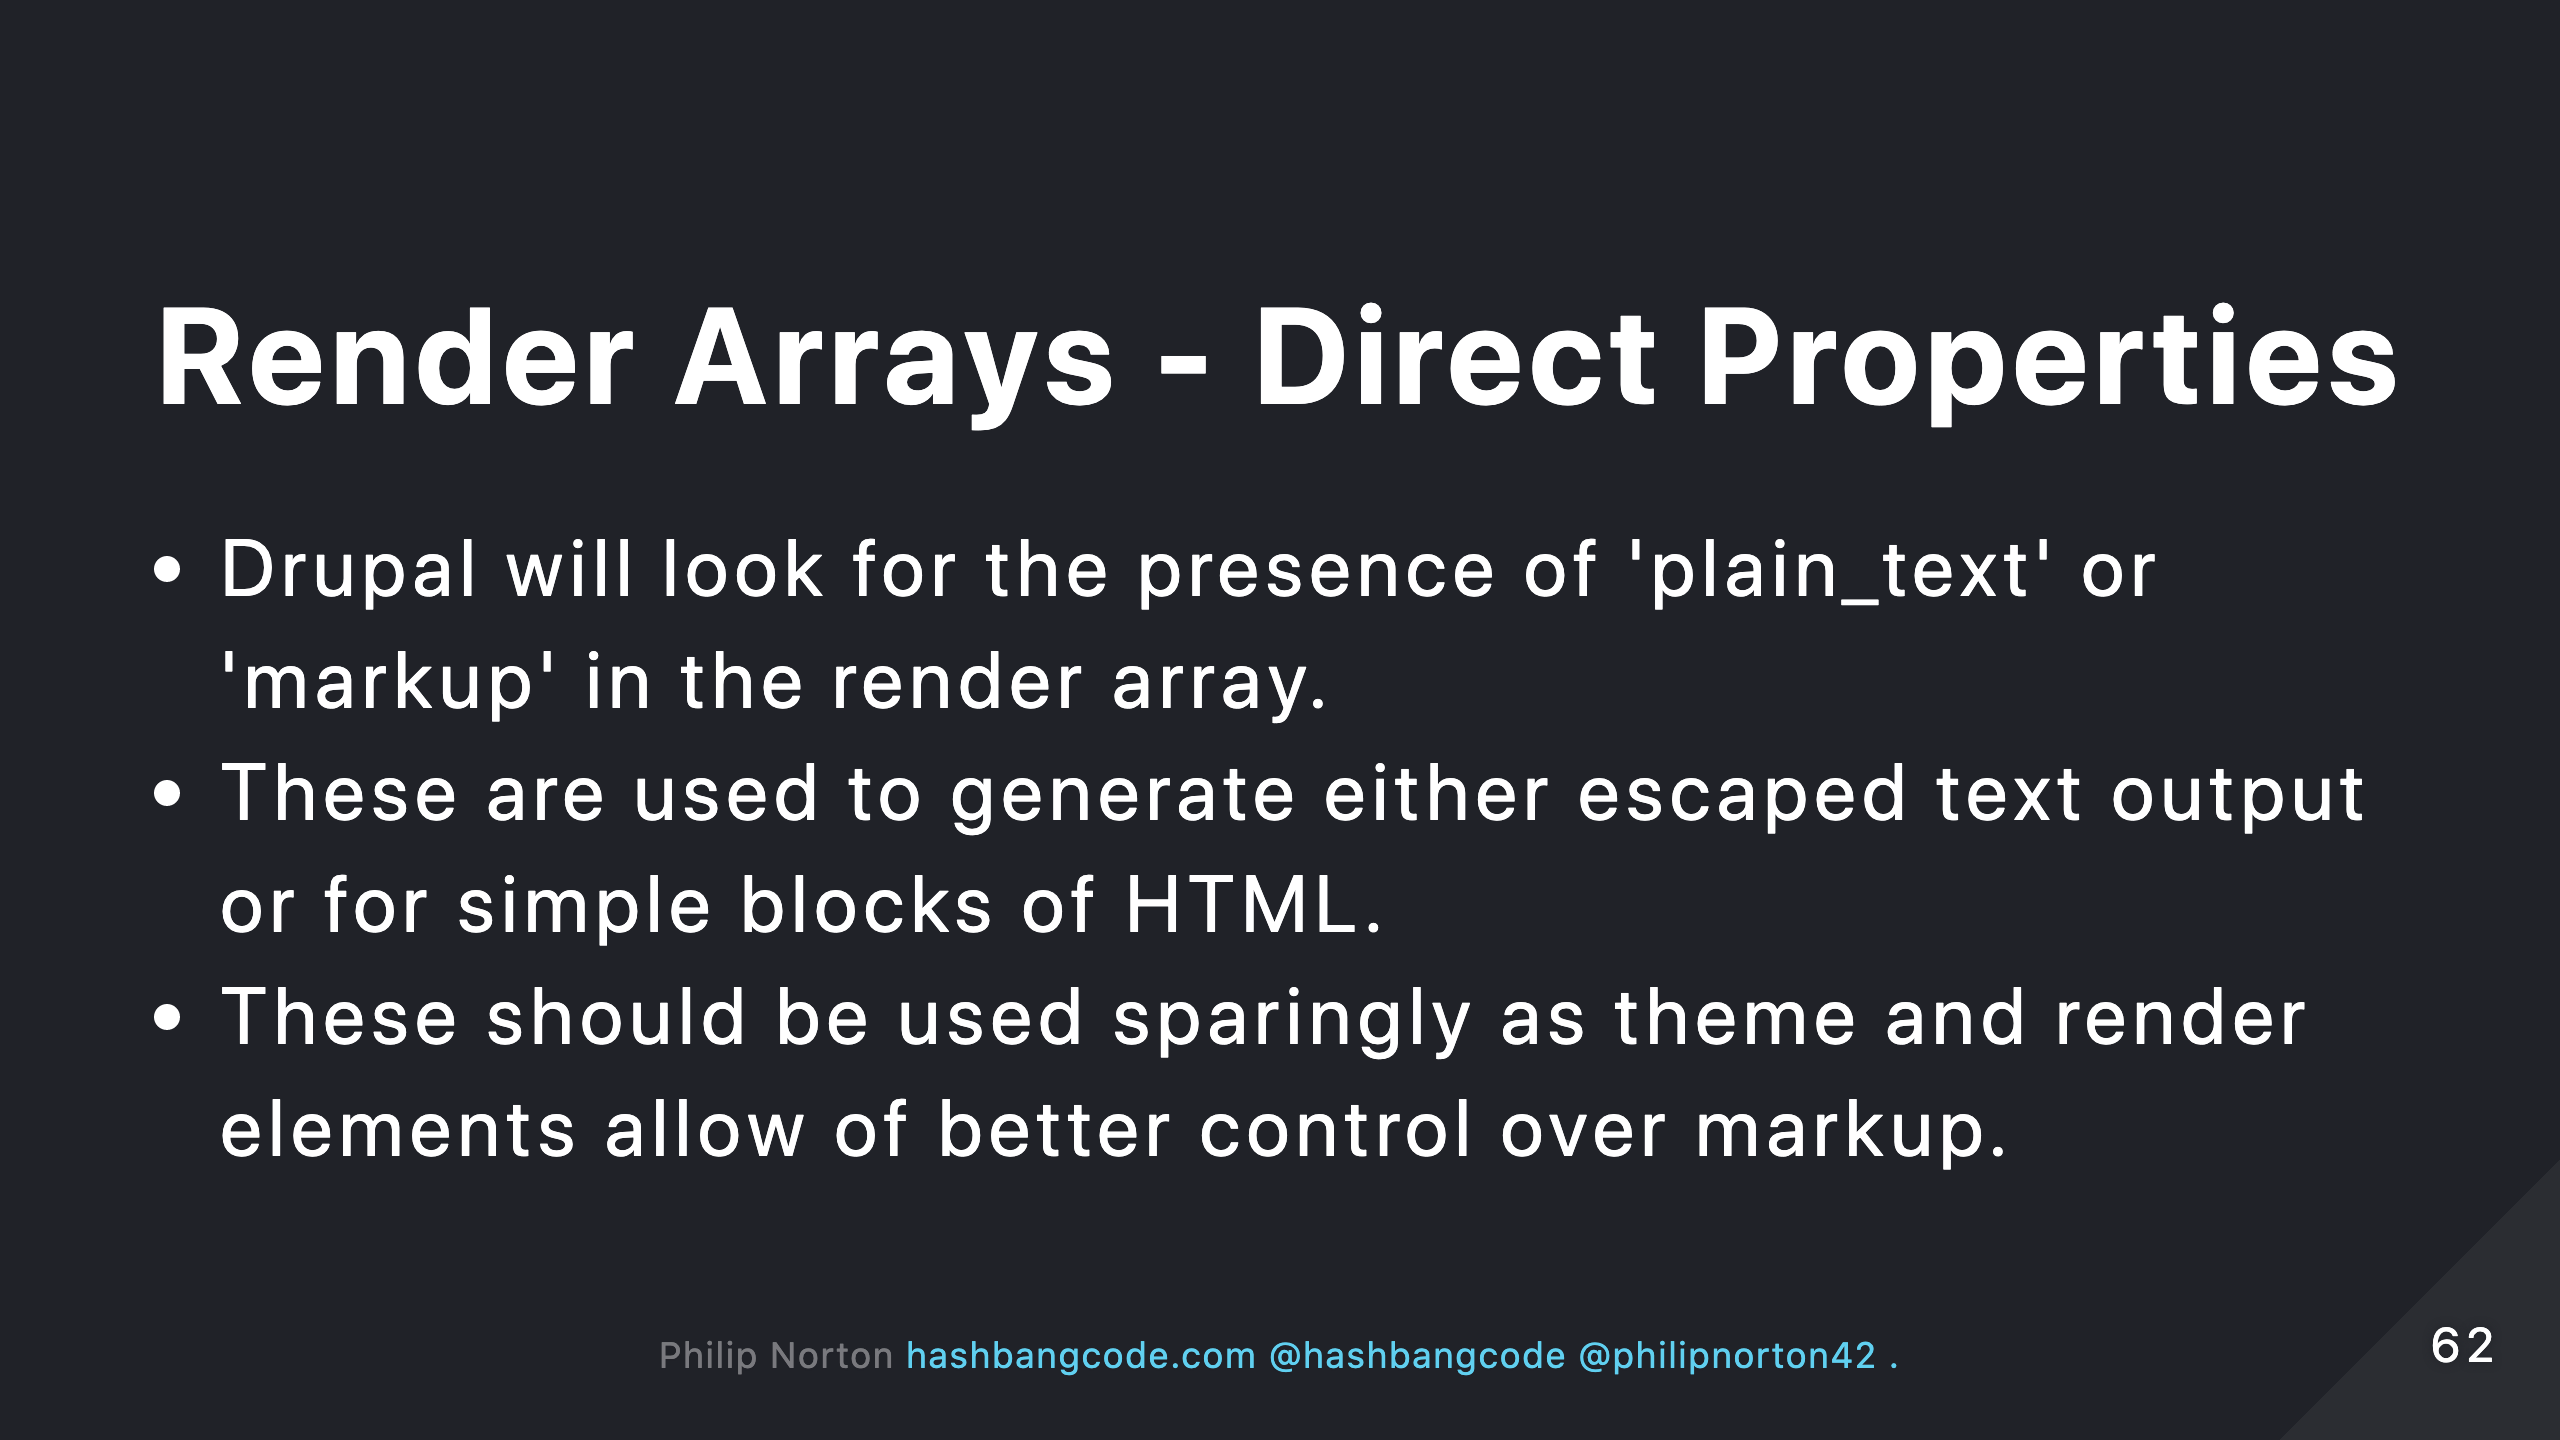 Render Arrays - Direct Properties
• Drupal will look for the presence of 'plain_text' or
'markup' in the render array.
• These are used to generate either escaped text output
or for simple blocks of HTML.
• These should be used sparingly as theme and render
elements allow of better control over markup.
Philip Norton hashbangcode.com @hashbangcode @philipnorton42 .
62